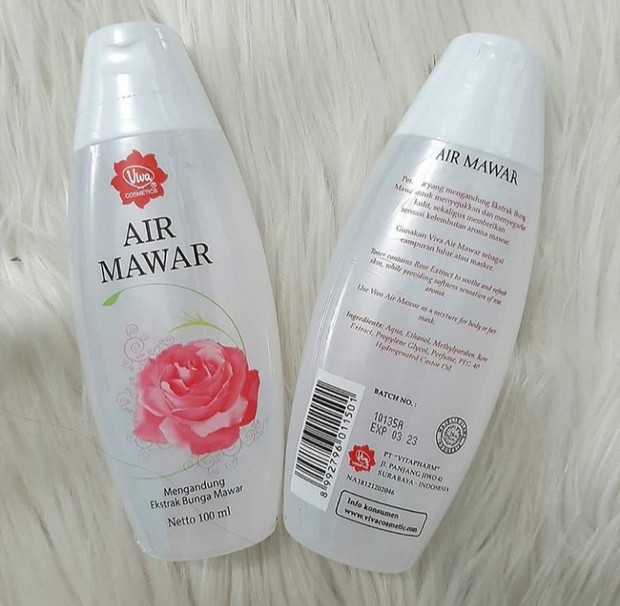 Viva
COSMETICS
AIR
MAWAR
Mengandung
Ekstrak Bunga Mawar
Netto 100 ml
AIR MAWAR
yang mengandung Ekstrak Bunga
Mawar untuk menyejukkan dan menyegarkan
kulit, sekaligus memberikan
sensasi kelembutan aroma mawar
Gunakan Viva Air Mawar sebagai
campuran lulur atau masker.
Toner contains Rose Extract to soothe and refresh
skin, while providing softness sensation of rose
aroma.
Use Viva Air Mawar as a mixture for body or face
mask.
Ingredients: Aqua, Ethanol, Methylparaben, Rose
Extract, Propylene Glycol, Perfume, PEG 40
Hydrogenated Castor Oil
BATCH NO.:
10135A
EXP 03 23
8992796011501
Viva
PT "VITAPHARM"
JL. PANJANG JIWO 42
SURABAYA - INDONESIA
NA18121202046
Info konsumen
www.vivacosmetic.com